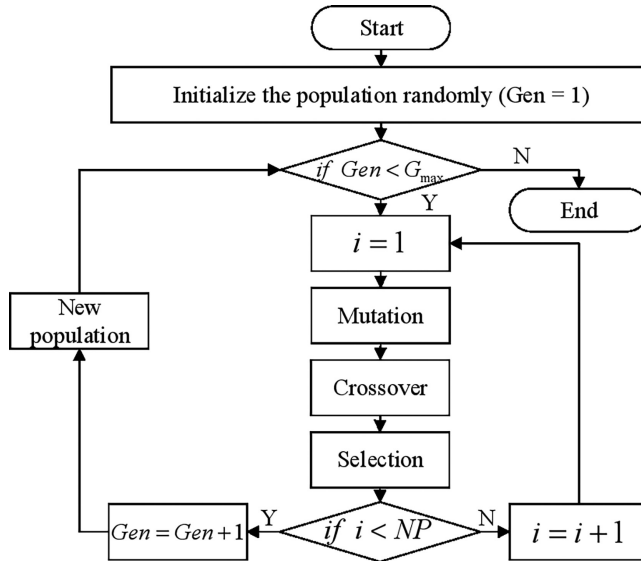 Start
Initialize the population randomly (Gen = 1)
if Gen < Gmax
N
End
Y
i = 1
New
population
Mutation
Crossover
Selection
Y
Gen = Gen+1
if i < NP
N
i = i + 1